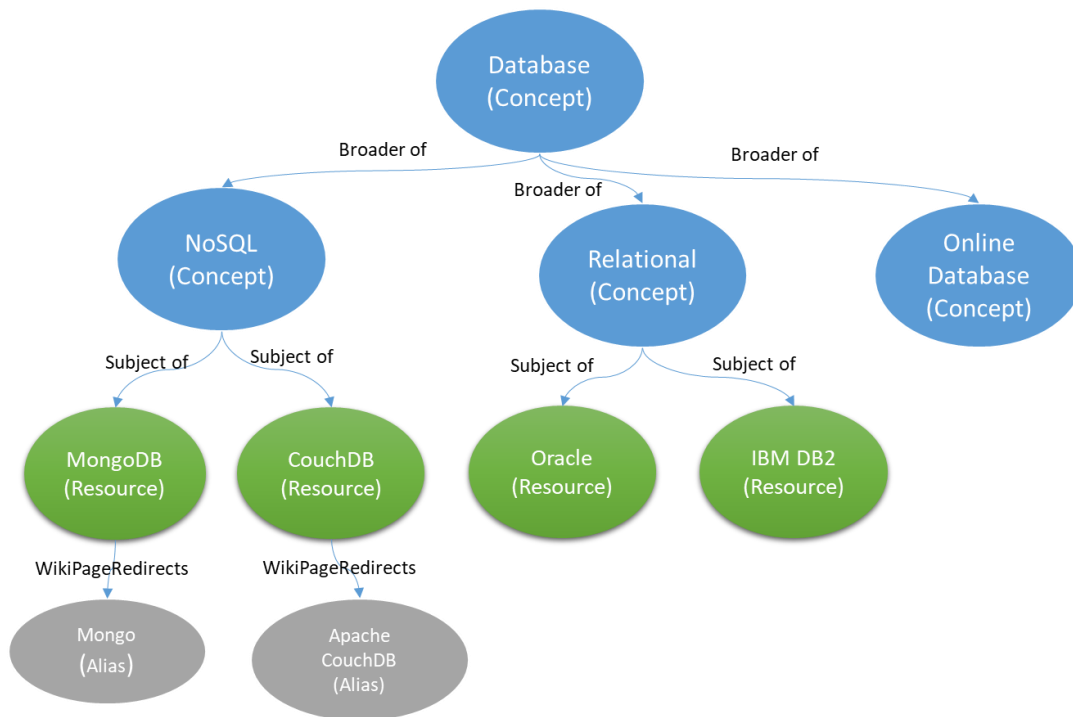 Database
(Concept)
Broader of
Broader of
Broader of
NoSQL
(Concept)
Relational
(Concept)
Online
Database
(Concept)
Subject of
Subject of
Subject of
Subject of
MongoDB
(Resource)
CouchDB
(Resource)
Oracle
(Resource)
IBM DB2
(Resource)
WikiPageRedirects
WikiPageRedirects
Mongo
(Alias)
Apache
CouchDB
(Alias)